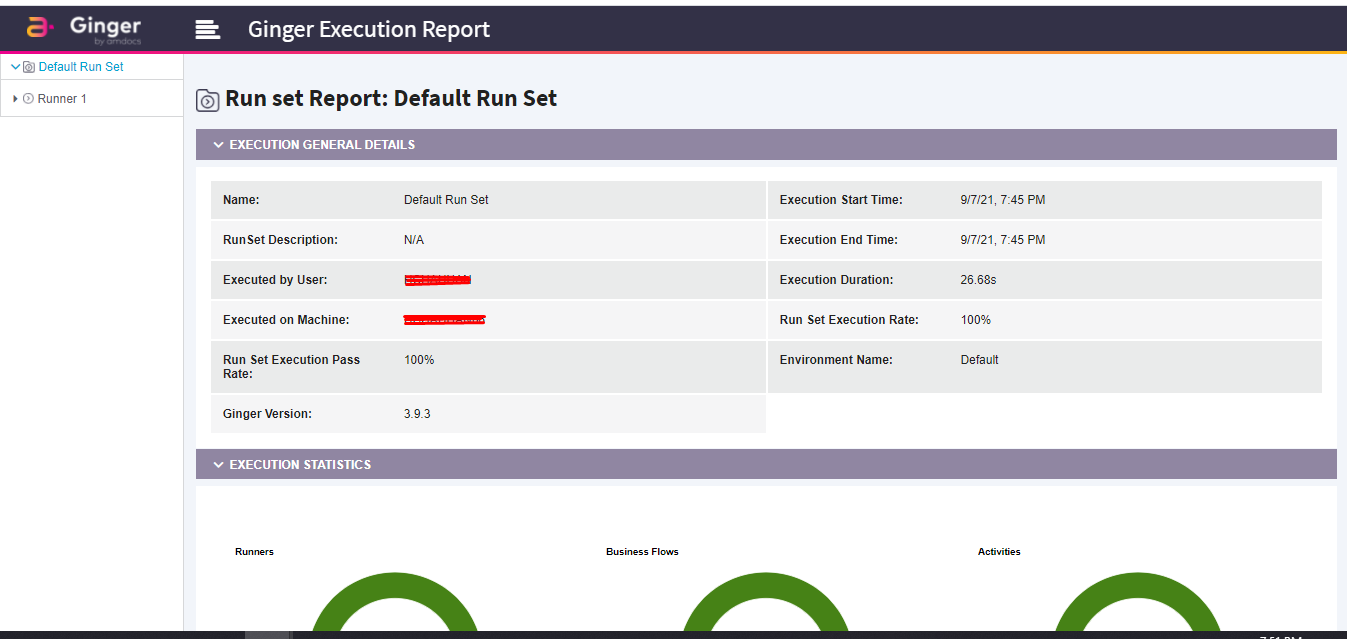 Ginger
by amdocs
Ginger Execution Report
Default Run Set
Runner 1
Run set Report: Default Run Set
EXECUTION GENERAL DETAILS
Name: Default Run Set
Execution Start Time: 9/7/21, 7:45 PM
RunSet Description: N/A
Execution End Time: 9/7/21, 7:45 PM
Executed by User:
Execution Duration: 26.68s
Executed on Machine:
Run Set Execution Rate: 100%
Run Set Execution Pass
Rate: 100%
Environment Name: Default
Ginger Version: 3.9.3
EXECUTION STATISTICS
Runners
Business Flows
Activities